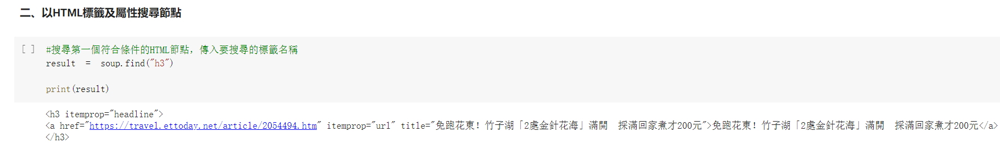 二、以HTML標籤及屬性搜尋節點
[ ] #搜尋第一個符合條件的HTML節點，傳入要搜尋的標籤名稱
result = soup.find("h3")
print(result)
<h3 itemprop="headline">
<a href="https://travel.ettoday.net/article/2054494.htm" itemprop="url" title="免跑花東！竹子湖「2處金針花海」滿開　採滿回家煮才200元">免跑花東！竹子湖「2處金針花海」滿開　採滿回家煮才200元</a>
</h3>